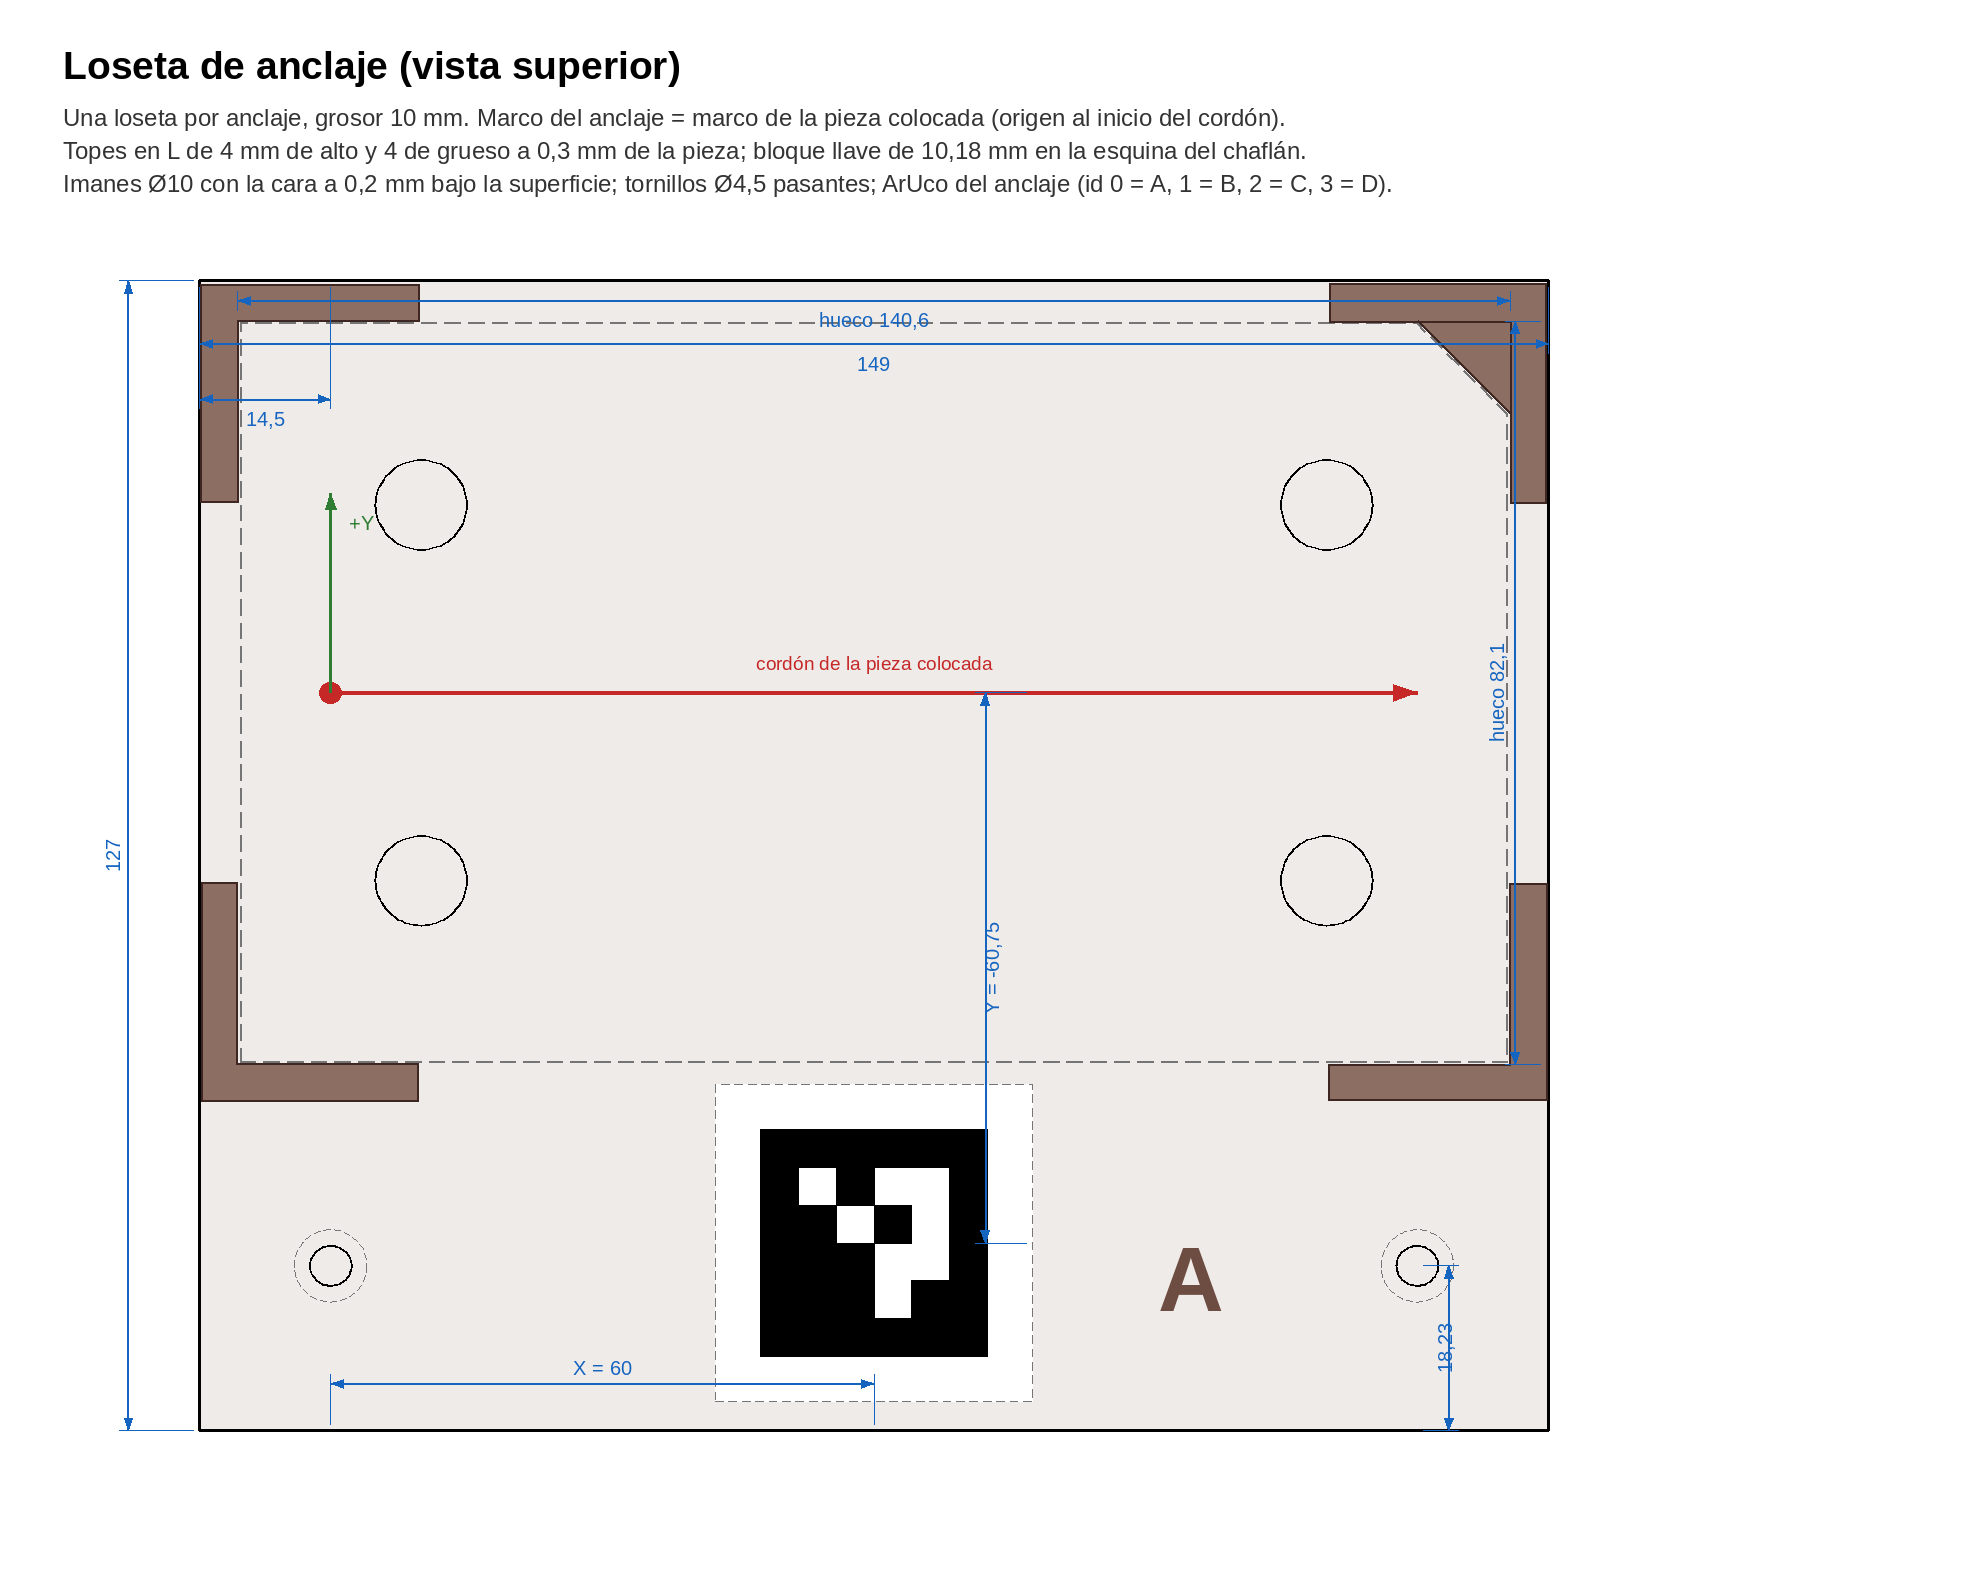 Loseta de anclaje (vista superior)
Una loseta por anclaje, grosor 10 mm. Marco del anclaje = marco de la pieza colocada (origen al inicio del cordón).
Topes en L de 4 mm de alto y 4 de grueso a 0,3 mm de la pieza; bloque llave de 10,18 mm en la esquina del chaflán.
Imanes Ø10 con la cara a 0,2 mm bajo la superficie; tornillos Ø4,5 pasantes; ArUco del anclaje (id 0 = A, 1 = B, 2 = C, 3 = D).
hueco 140,6
149
14,5
+Y
cordón de la pieza colocada
hueco 82,1
127
Y = -60,75
A
18,23
X = 60